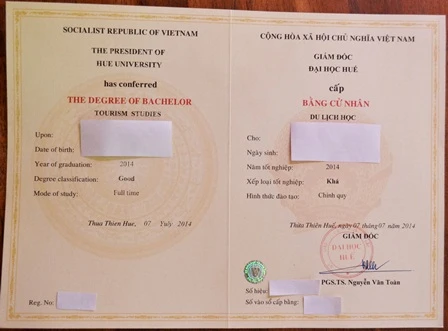 SOCIALIST REPUBLIC OF VIETNAM
THE PRESIDENT OF
HUE UNIVERSITY
has conferred
THE DEGREE OF BACHELOR
TOURISM STUDIES
Upon:
Date of birth:
Year of graduation: 2014
Degree classification: Good
Mode of study: Full time
Thua Thien Hue, 07 Yuly 2014
Reg. No:
CỘNG HÒA XÃ HỘI CHỦ NGHĨA VIỆT NAM
GIÁM ĐỐC
ĐẠI HỌC HUẾ
cấp
BẰNG CỬ NHÂN
DU LỊCH HỌC
Cho:
Ngày sinh:
Năm tốt nghiệp: 2014
Xếp loại tốt nghiệp: Khá
Hình thức đào tạo: Chính quy
Thừa Thiên Huế, ngày 07 tháng 07 năm 2014
GIÁM ĐỐC
ĐẠI HỌC
HUẾ
PGS.TS. Nguyễn Văn Toàn
Số hiệu:
Số vào sổ cấp bằng: